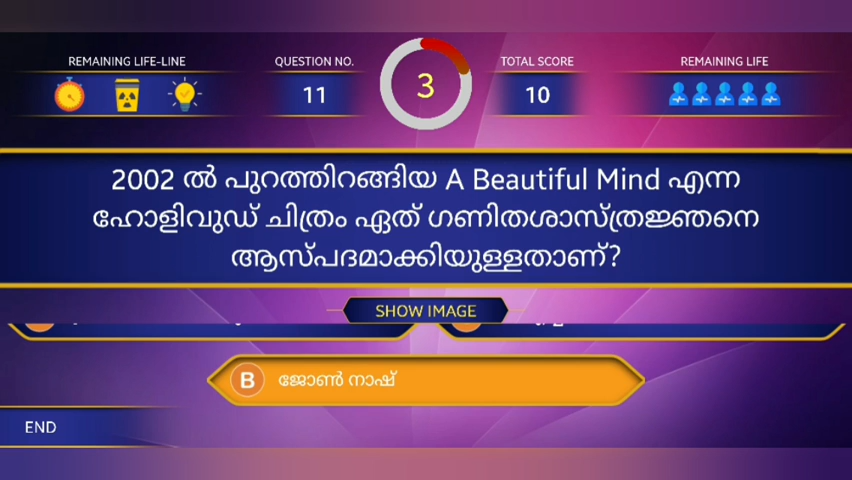 REMAINING LIFE-LINE
QUESTION NO.
11
3
TOTAL SCORE
10
REMAINING LIFE
2002 ൽ പുറത്തിറങ്ങിയ A Beautiful Mind എന്ന
ഹോളിവുഡ് ചിത്രം ഏത് ഗണിതശാസ്ത്രജ്ഞനെ
ആസ്പദമാക്കിയുള്ളതാണ്?
SHOW IMAGE
B ജോൺ നാഷ്
END